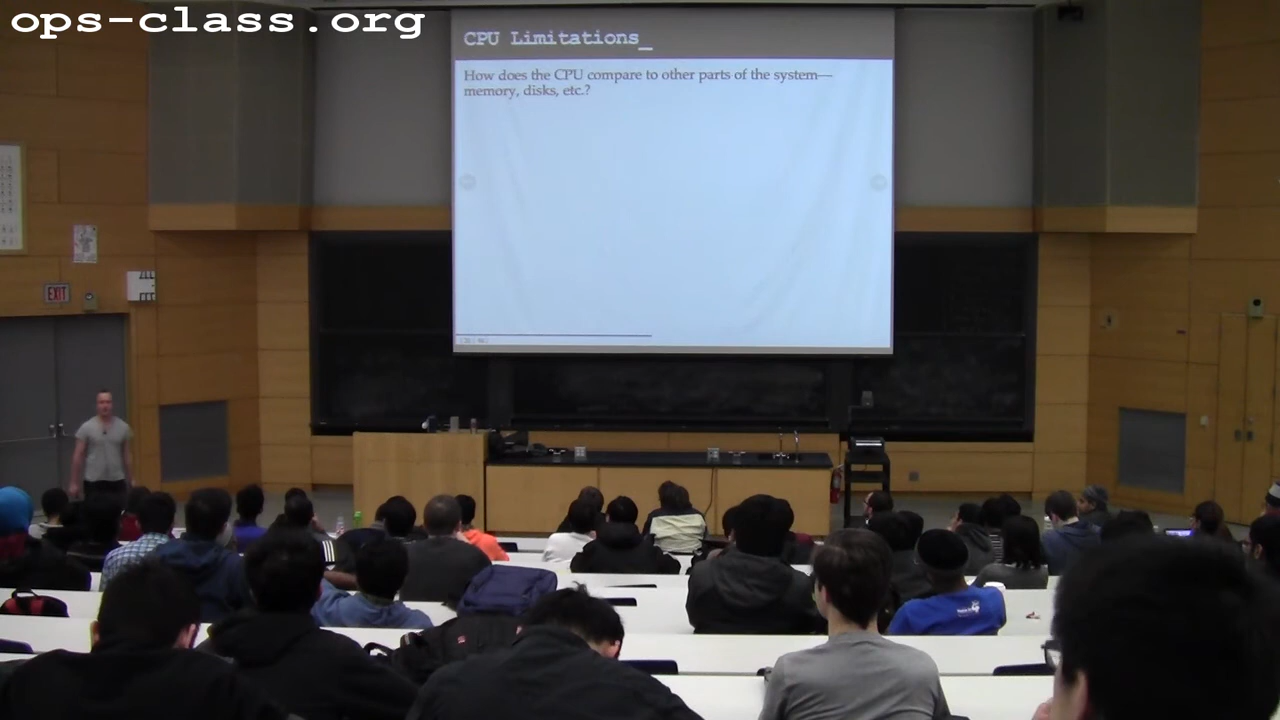 ops-class.org
CPU Limitations_
How does the CPU compare to other parts of the system—
memory, disks, etc.?
EXIT